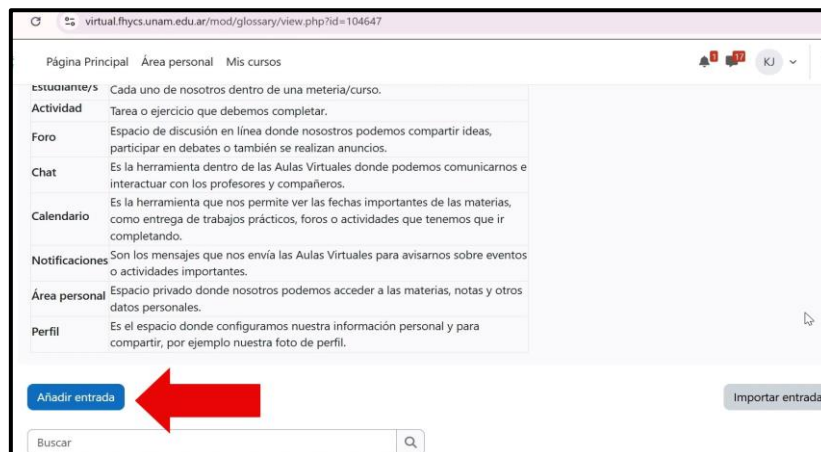 virtual.fhycs.unam.edu.ar/mod/glossary/view.php?id=104647
Página Principal Área personal Mis cursos
1 17 KJ
Estudiante/s Cada uno de nosotros dentro de una meteria/curso.
Actividad Tarea o ejercicio que debemos completar.
Foro Espacio de discusión en línea donde nosostros podemos compartir ideas,
participar en debates o también se realizan anuncios.
Chat Es la herramienta dentro de las Aulas Virtuales donde podemos comunicarnos e
interactuar con los profesores y compañeros.
Calendario Es la herramienta que nos permite ver las fechas importantes de las materias,
como entrega de trabajos prácticos, foros o actividades que tenemos que ir
completando.
Notificaciones Son los mensajes que nos envía las Aulas Virtuales para avisarnos sobre eventos
o actividades importantes.
Área personal Espacio privado donde nosotros podemos acceder a las materias, notas y otros
datos personales.
Perfil Es el espacio donde configuramos nuestra información personal y para
compartir, por ejemplo nuestra foto de perfil.
Añadir entrada Importar entrada
Buscar